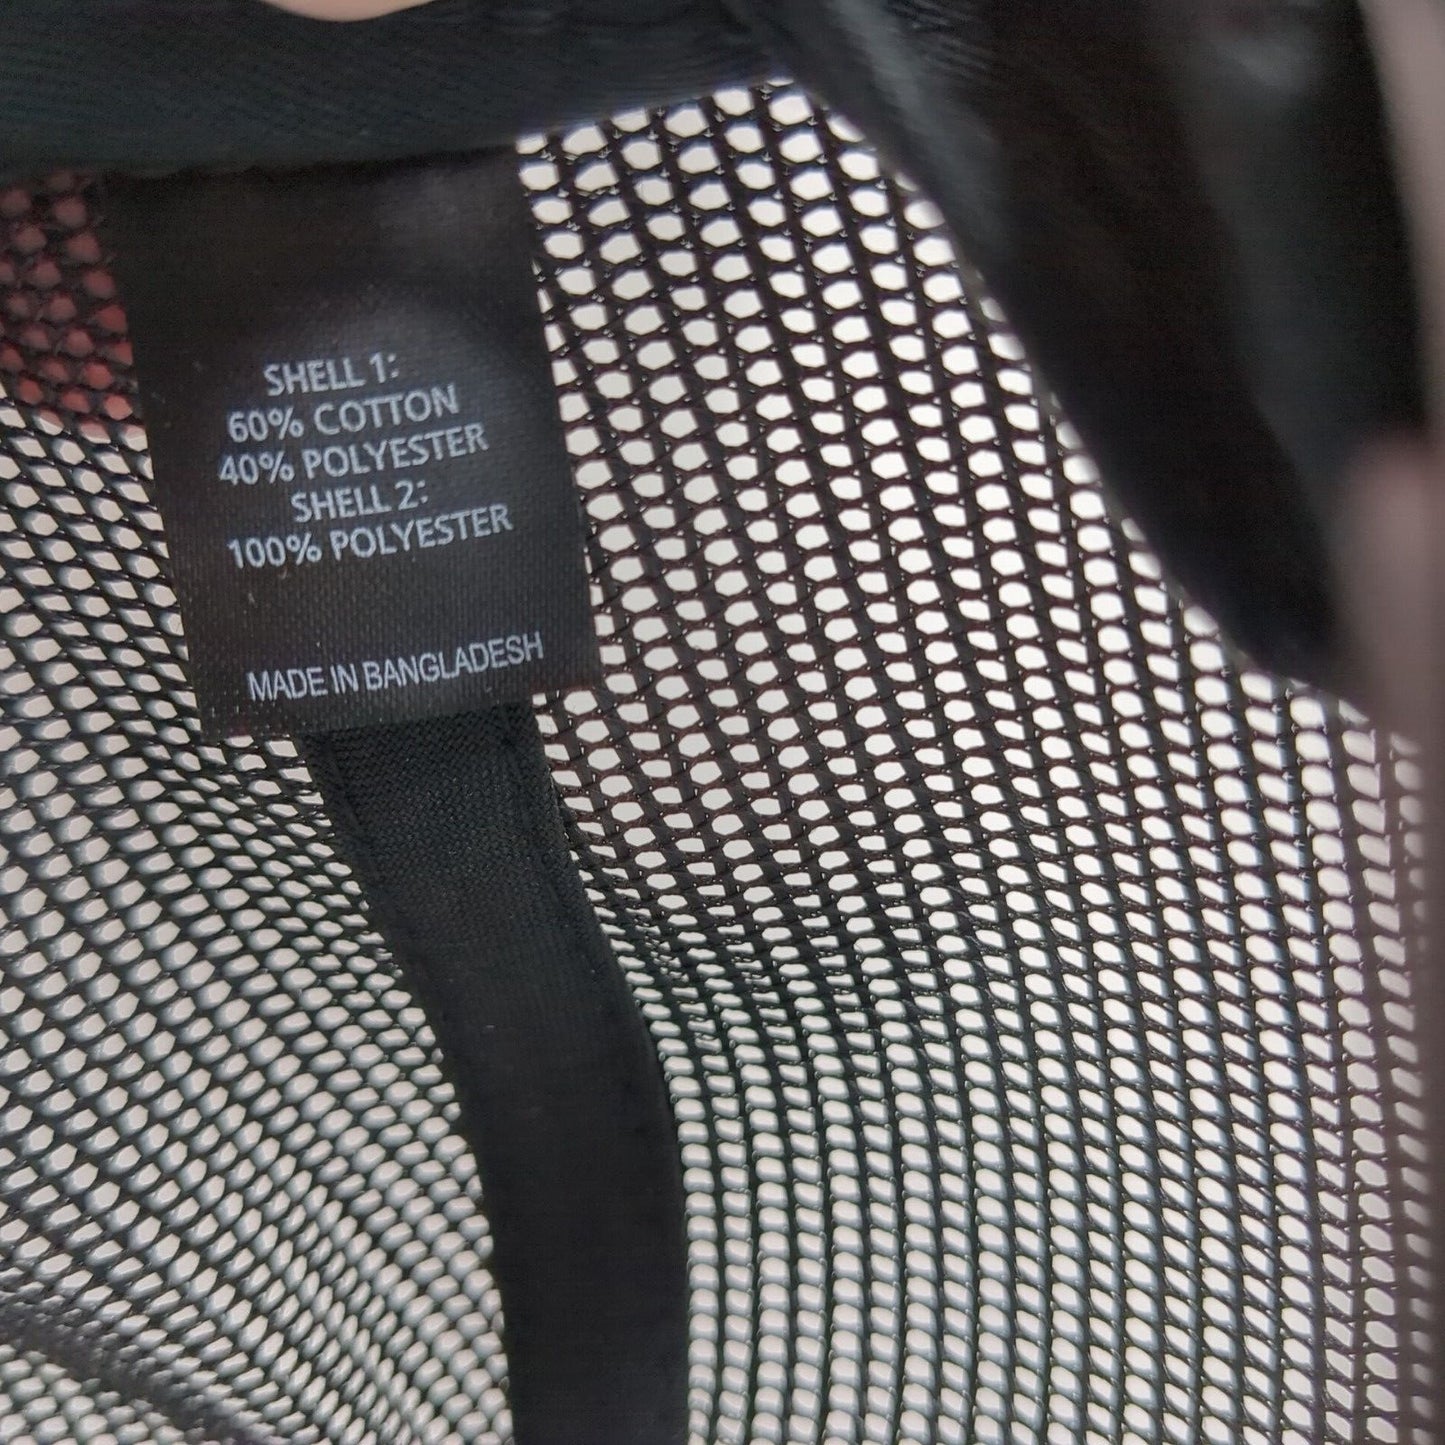 SHELL 1:
60% COTTON
40% POLYESTER
SHELL 2:
100% POLYESTER
MADE IN BANGLADESH